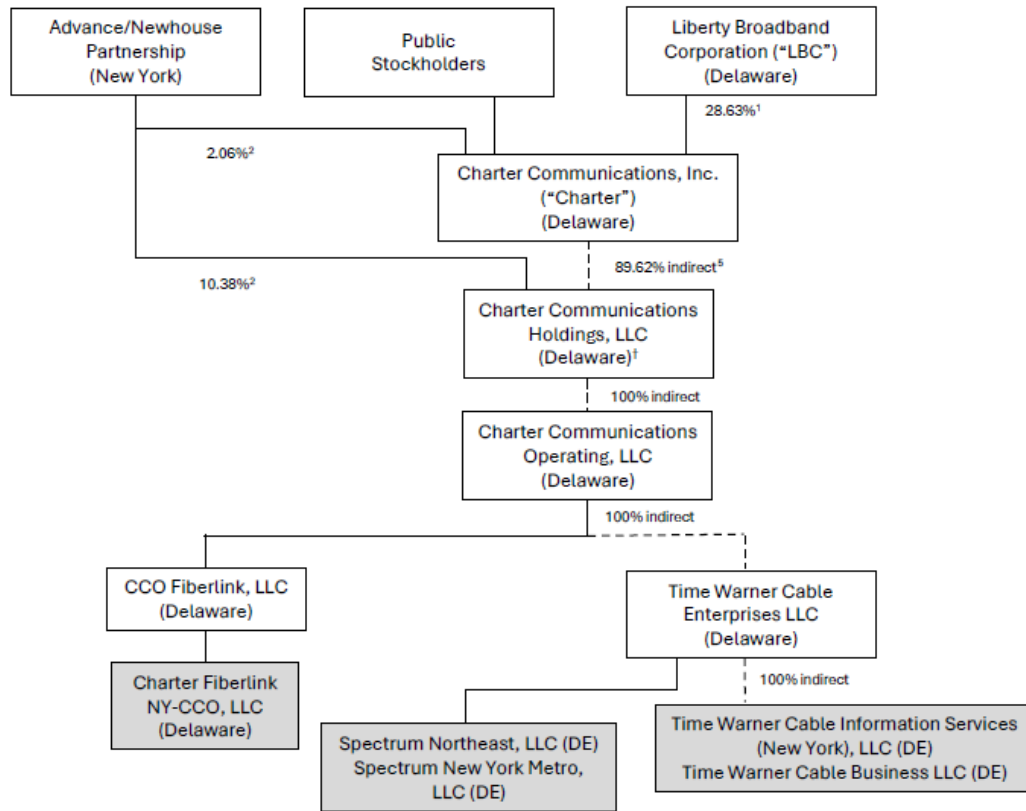 Advance/Newhouse
Partnership
(New York)
Public
Stockholders
Liberty Broadband
Corporation (“LBC”)
(Delaware)
28.63%¹
2.06%²
Charter Communications, Inc.
(“Charter”)
(Delaware)
10.38%²
89.62% indirect⁵
Charter Communications
Holdings, LLC
(Delaware)†
100% indirect
Charter Communications
Operating, LLC
(Delaware)
100% indirect
CCO Fiberlink, LLC
(Delaware)
Time Warner Cable
Enterprises LLC
(Delaware)
100% indirect
Charter Fiberlink
NY-CCO, LLC
(Delaware)
Spectrum Northeast, LLC (DE)
Spectrum New York Metro,
LLC (DE)
Time Warner Cable Information Services
(New York), LLC (DE)
Time Warner Cable Business LLC (DE)